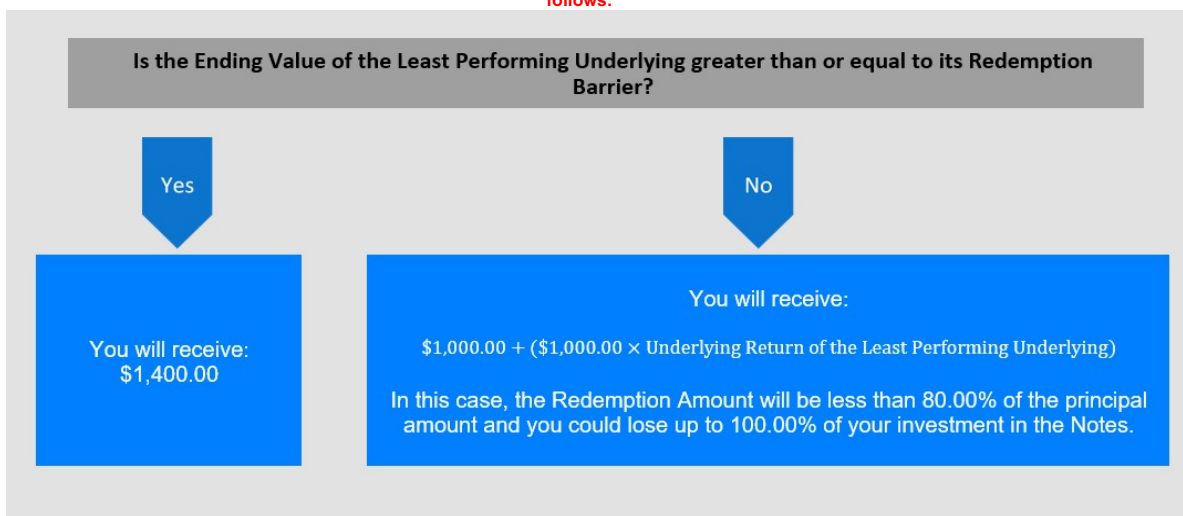 follows:
Is the Ending Value of the Least Performing Underlying greater than or equal to its Redemption
Barrier?
Yes
No
You will receive:
$1,400.00
You will receive:
$1,000.00 + ($1,000.00 × Underlying Return of the Least Performing Underlying)
In this case, the Redemption Amount will be less than 80.00% of the principal
amount and you could lose up to 100.00% of your investment in the Notes.